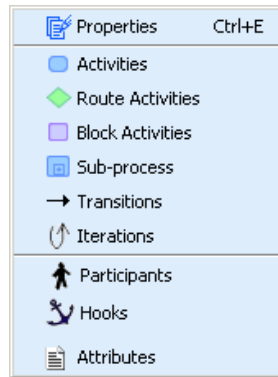 Properties Ctrl+E
Activities
Route Activities
Block Activities
Sub-process
Transitions
Iterations
Participants
Hooks
Attributes